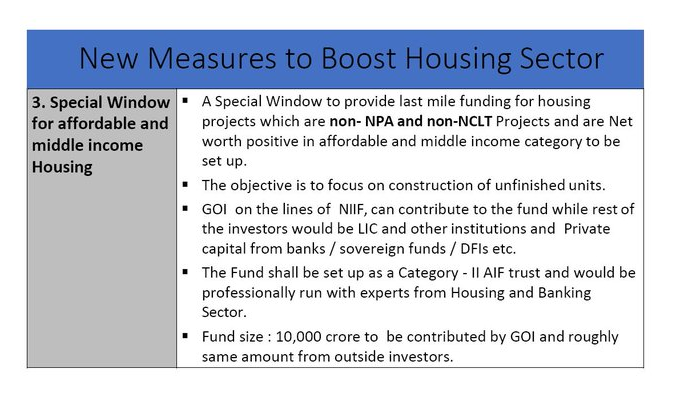 New Measures to Boost Housing Sector
3. Special Window
for affordable and
middle income
Housing
▪ A Special Window to provide last mile funding for housing
projects which are non- NPA and non-NCLT Projects and are Net
worth positive in affordable and middle income category to be
set up.
▪ The objective is to focus on construction of unfinished units.
▪ GOI on the lines of NIIF, can contribute to the fund while rest of
the investors would be LIC and other institutions and Private
capital from banks / sovereign funds / DFIs etc.
▪ The Fund shall be set up as a Category - II AIF trust and would be
professionally run with experts from Housing and Banking
Sector.
▪ Fund size : 10,000 crore to be contributed by GOI and roughly
same amount from outside investors.